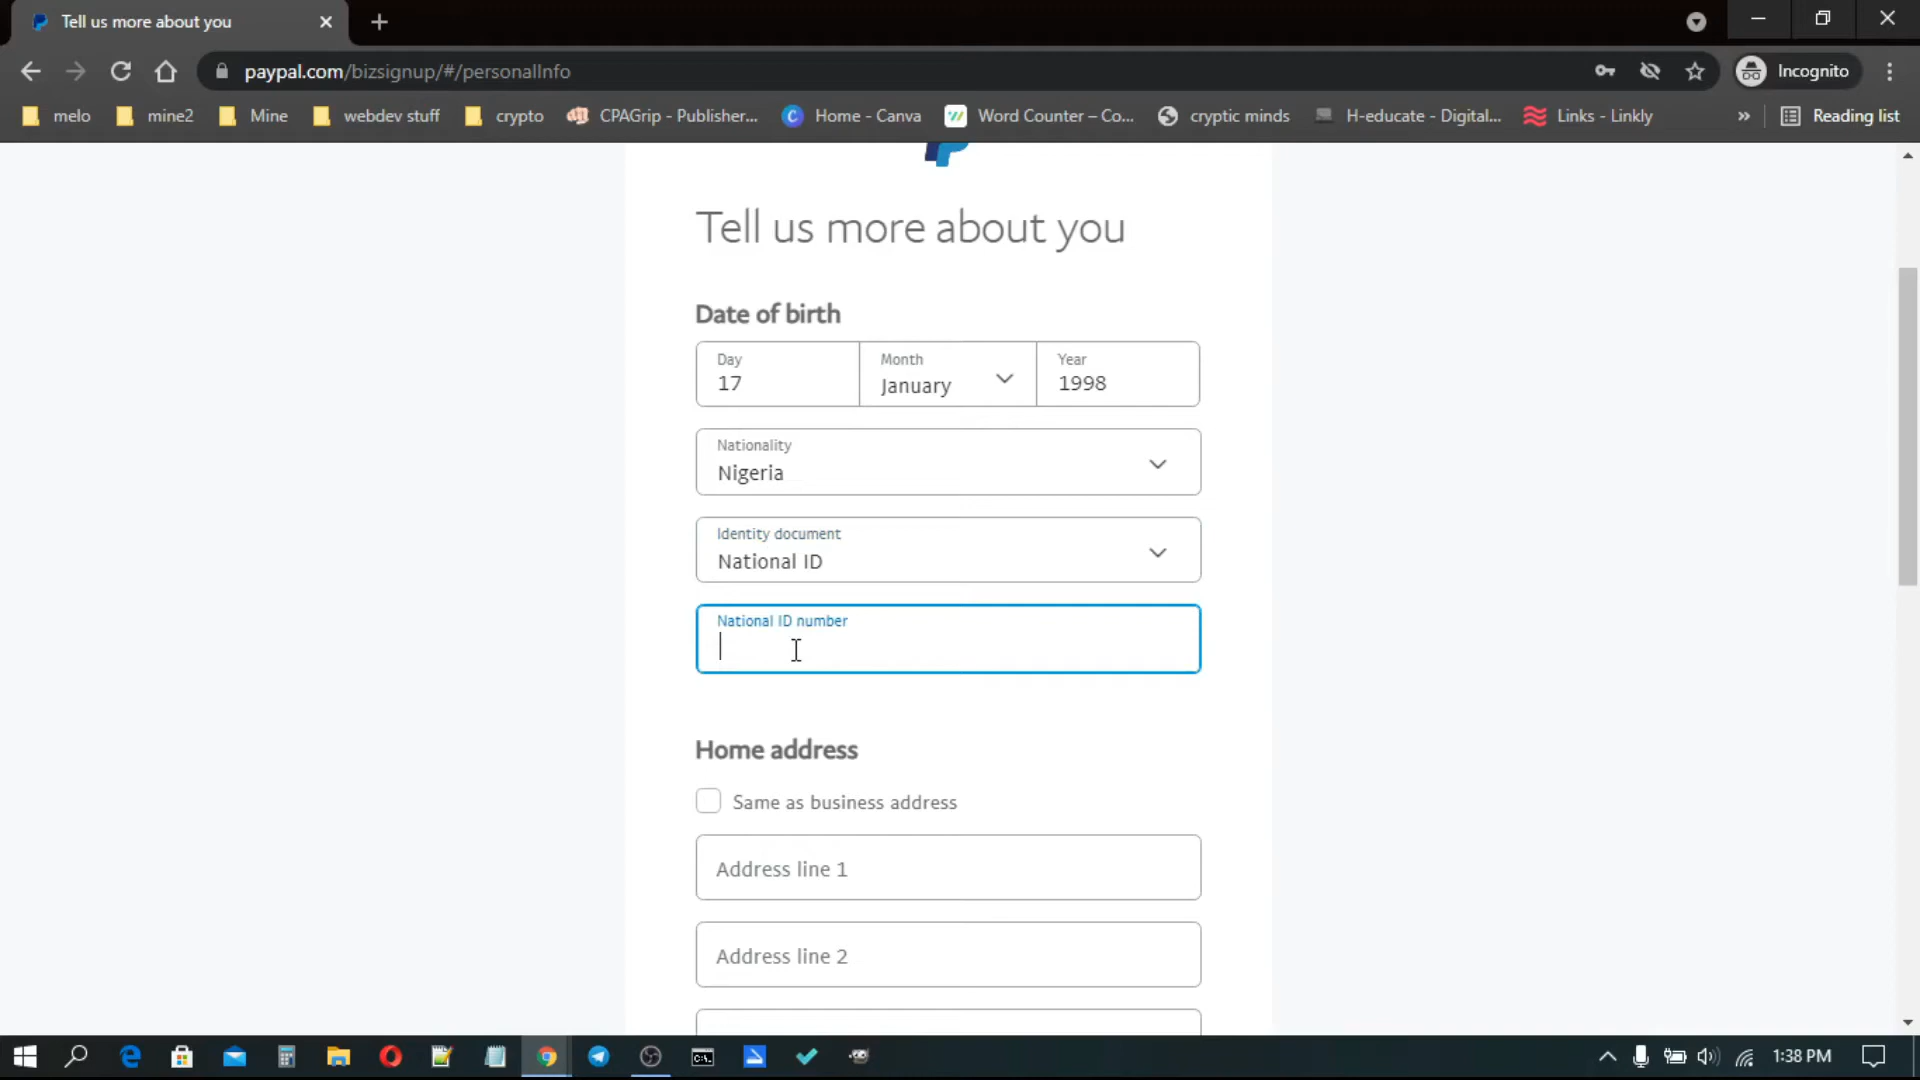 Tell us more about you
paypal.com/bizsignup/#/personalInfo
Incognito
melo
mine2
Mine
webdev stuff
crypto
CPAGrip - Publisher...
Home - Canva
Word Counter – Co...
cryptic minds
H-educate - Digital...
Links - Linkly
»
Reading list
Tell us more about you
Date of birth
Day
17
Month
January
Year
1998
Nationality
Nigeria
Identity document
National ID
National ID number
Home address
Same as business address
Address line 1
Address line 2
1:38 PM